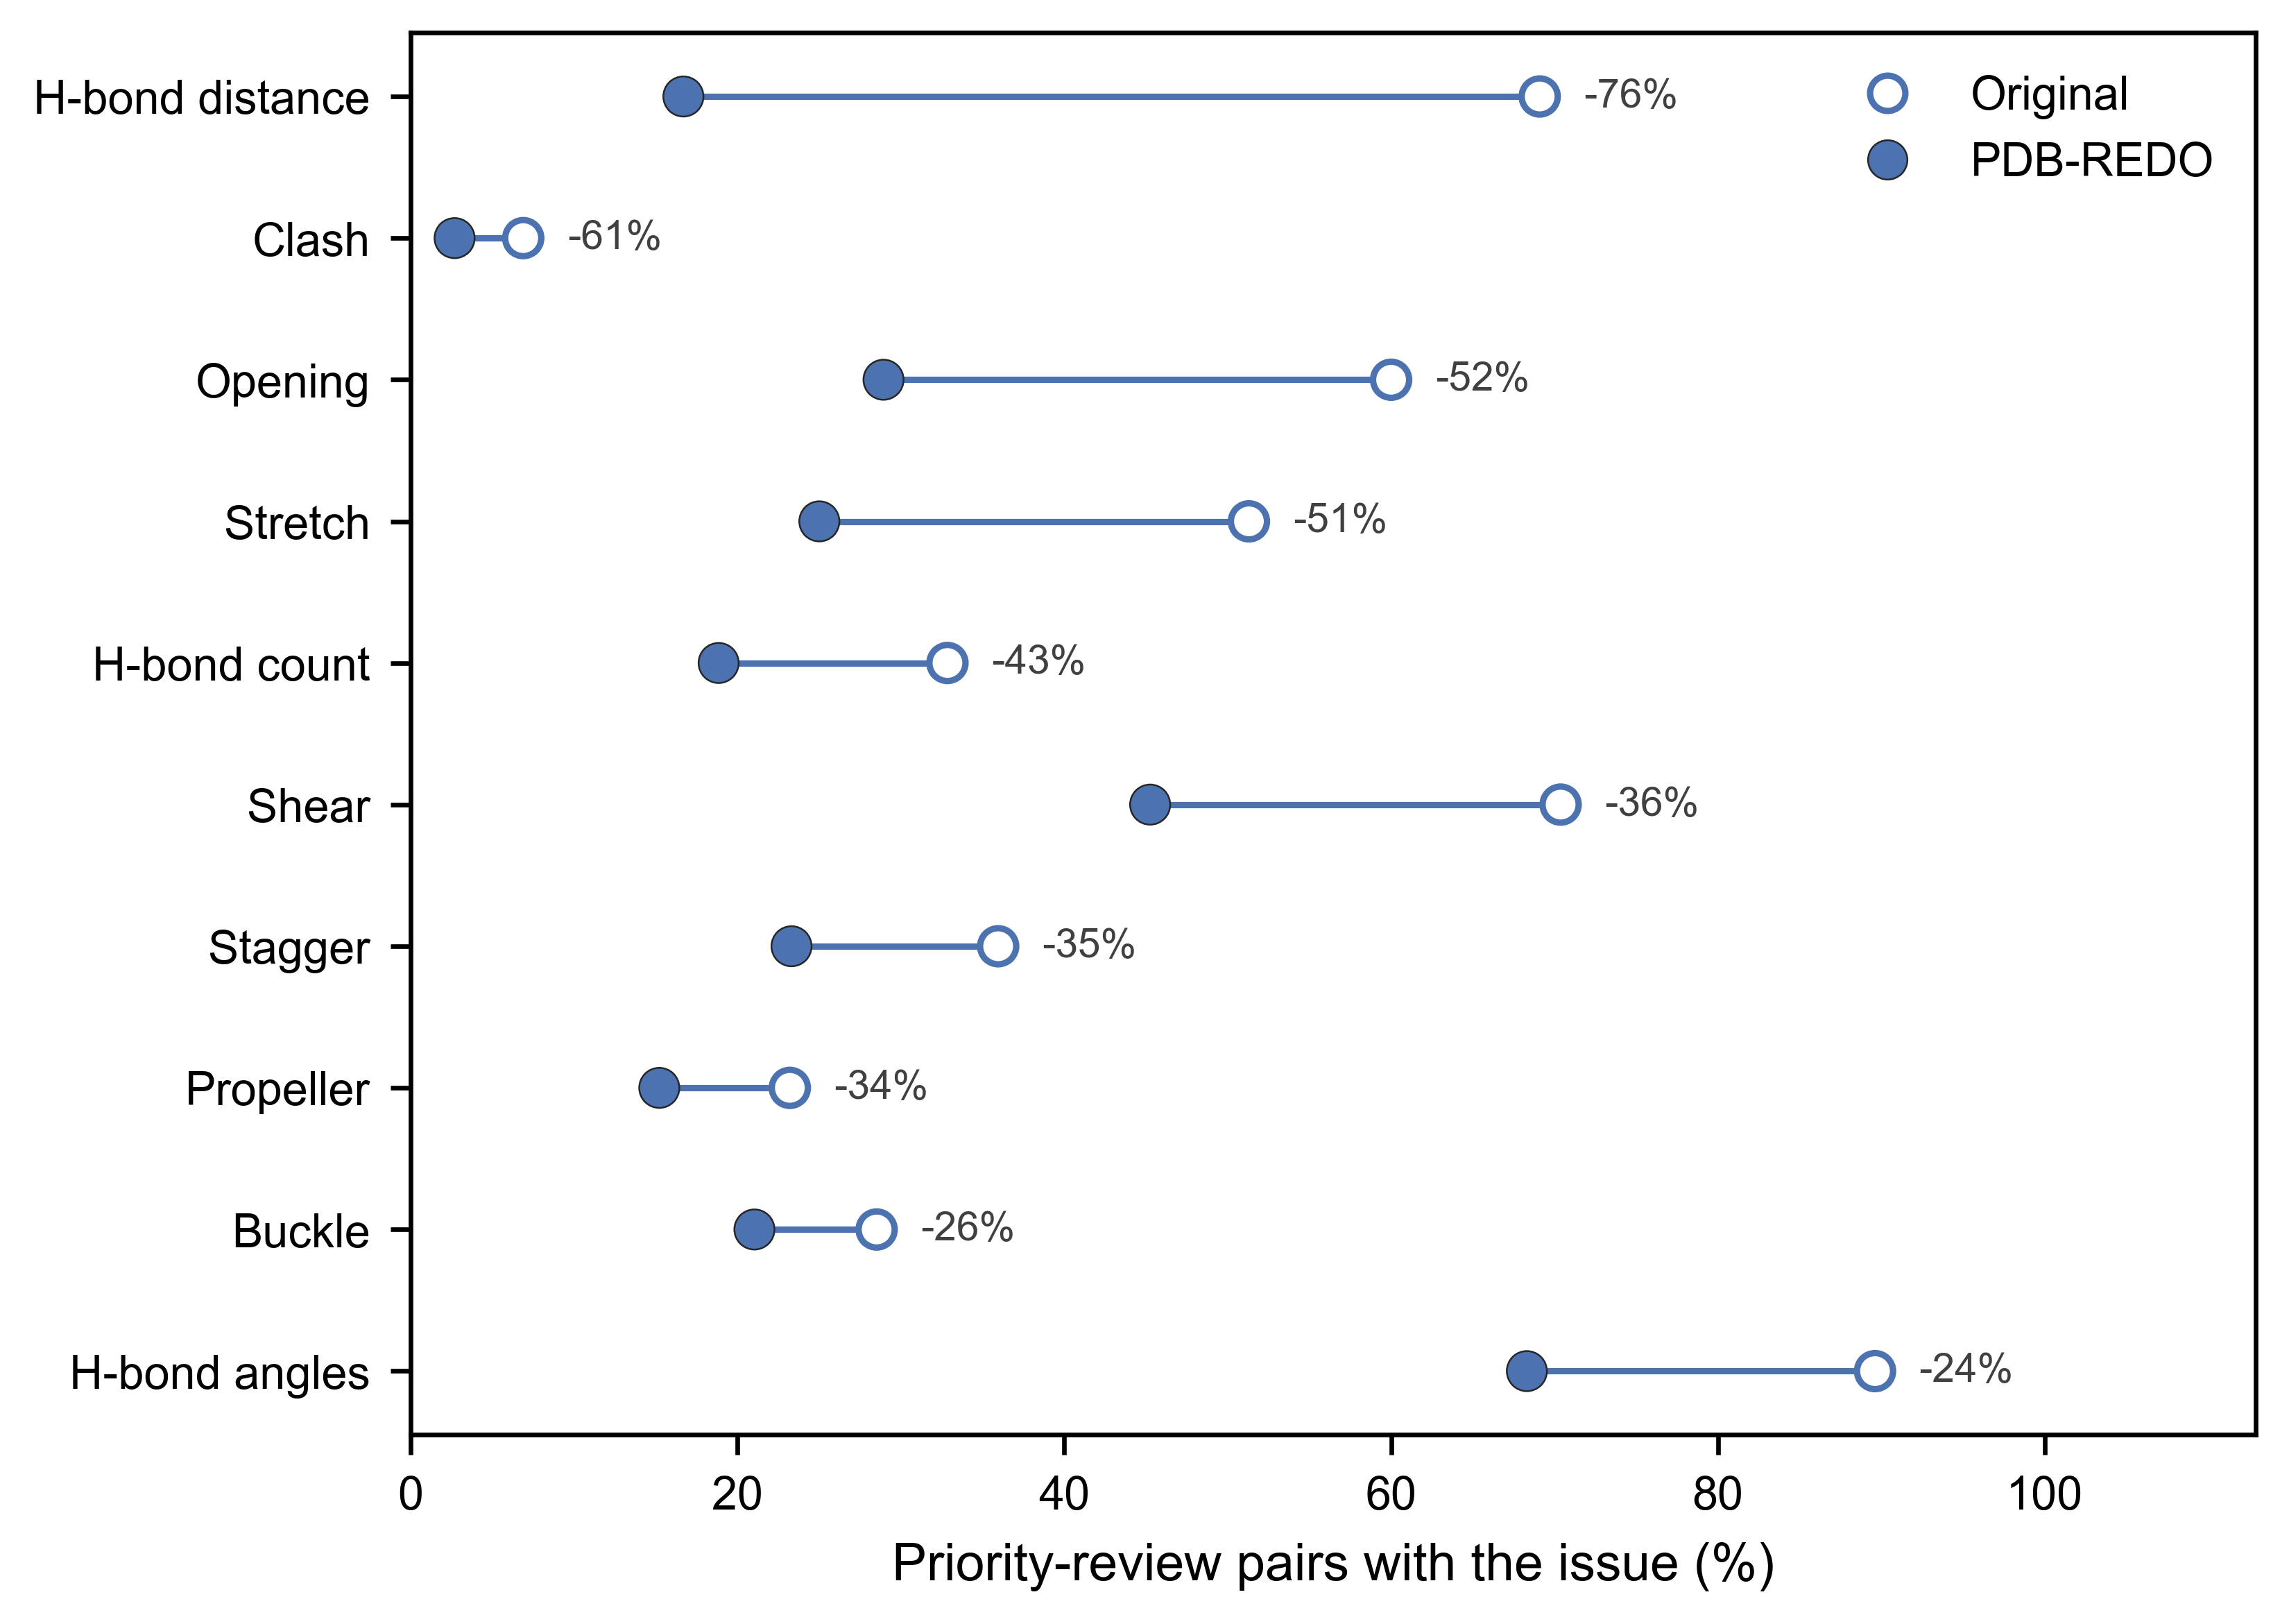 H-bond distance
-76%
Original
PDB-REDO
Clash
-61%
Opening
-52%
Stretch
-51%
H-bond count
-43%
Shear
-36%
Stagger
-35%
Propeller
-34%
Buckle
-26%
H-bond angles
-24%
0 20 40 60 80 100
Priority-review pairs with the issue (%)